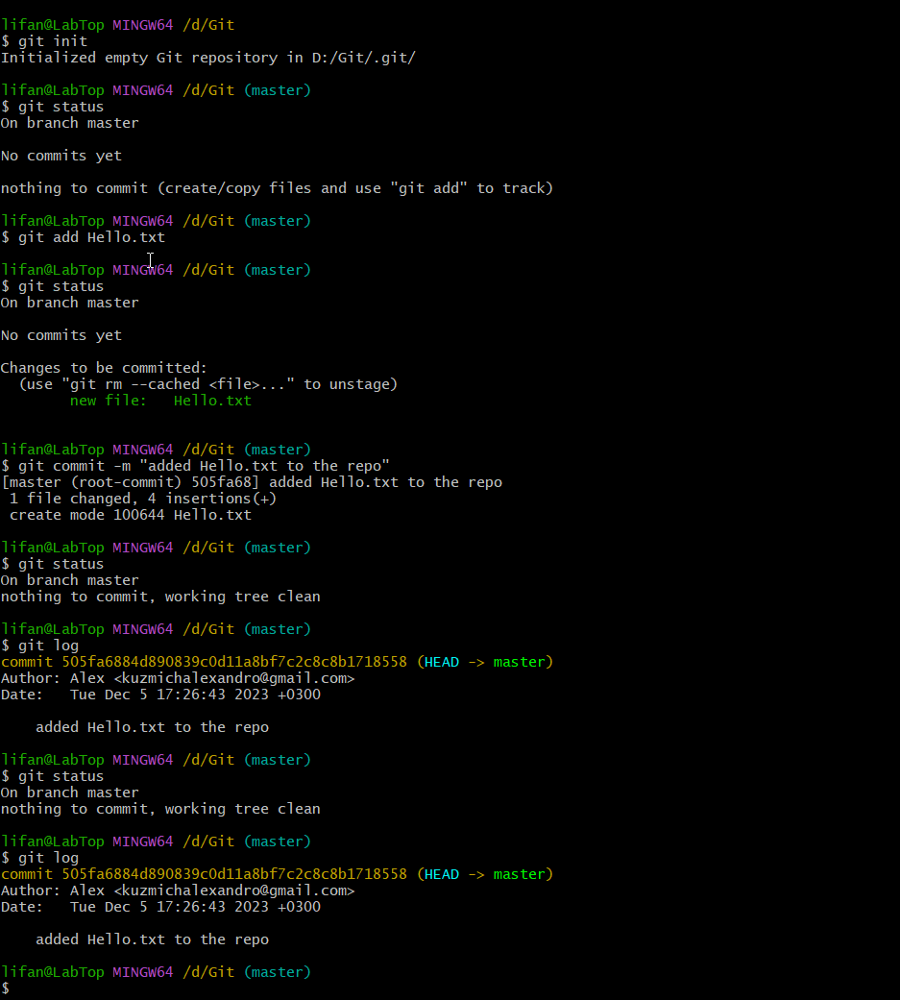 lifan@LabTop MINGW64 /d/Git
$ git init
Initialized empty Git repository in D:/Git/.git/
lifan@LabTop MINGW64 /d/Git (master)
$ git status
On branch master
No commits yet
nothing to commit (create/copy files and use "git add" to track)
lifan@LabTop MINGW64 /d/Git (master)
$ git add Hello.txt
lifan@LabTop MINGW64 /d/Git (master)
$ git status
On branch master
No commits yet
Changes to be committed:
  (use "git rm --cached <file>..." to unstage)
        new file:   Hello.txt
lifan@LabTop MINGW64 /d/Git (master)
$ git commit -m "added Hello.txt to the repo"
[master (root-commit) 505fa68] added Hello.txt to the repo
 1 file changed, 4 insertions(+)
 create mode 100644 Hello.txt
lifan@LabTop MINGW64 /d/Git (master)
$ git status
On branch master
nothing to commit, working tree clean
lifan@LabTop MINGW64 /d/Git (master)
$ git log
commit 505fa6884d890839c0d11a8bf7c2c8c8b1718558 (HEAD -> master)
Author: Alex <kuzmichalexandro@gmail.com>
Date:   Tue Dec 5 17:26:43 2023 +0300
    added Hello.txt to the repo
lifan@LabTop MINGW64 /d/Git (master)
$ git status
On branch master
nothing to commit, working tree clean
lifan@LabTop MINGW64 /d/Git (master)
$ git log
commit 505fa6884d890839c0d11a8bf7c2c8c8b1718558 (HEAD -> master)
Author: Alex <kuzmichalexandro@gmail.com>
Date:   Tue Dec 5 17:26:43 2023 +0300
    added Hello.txt to the repo
lifan@LabTop MINGW64 /d/Git (master)
$